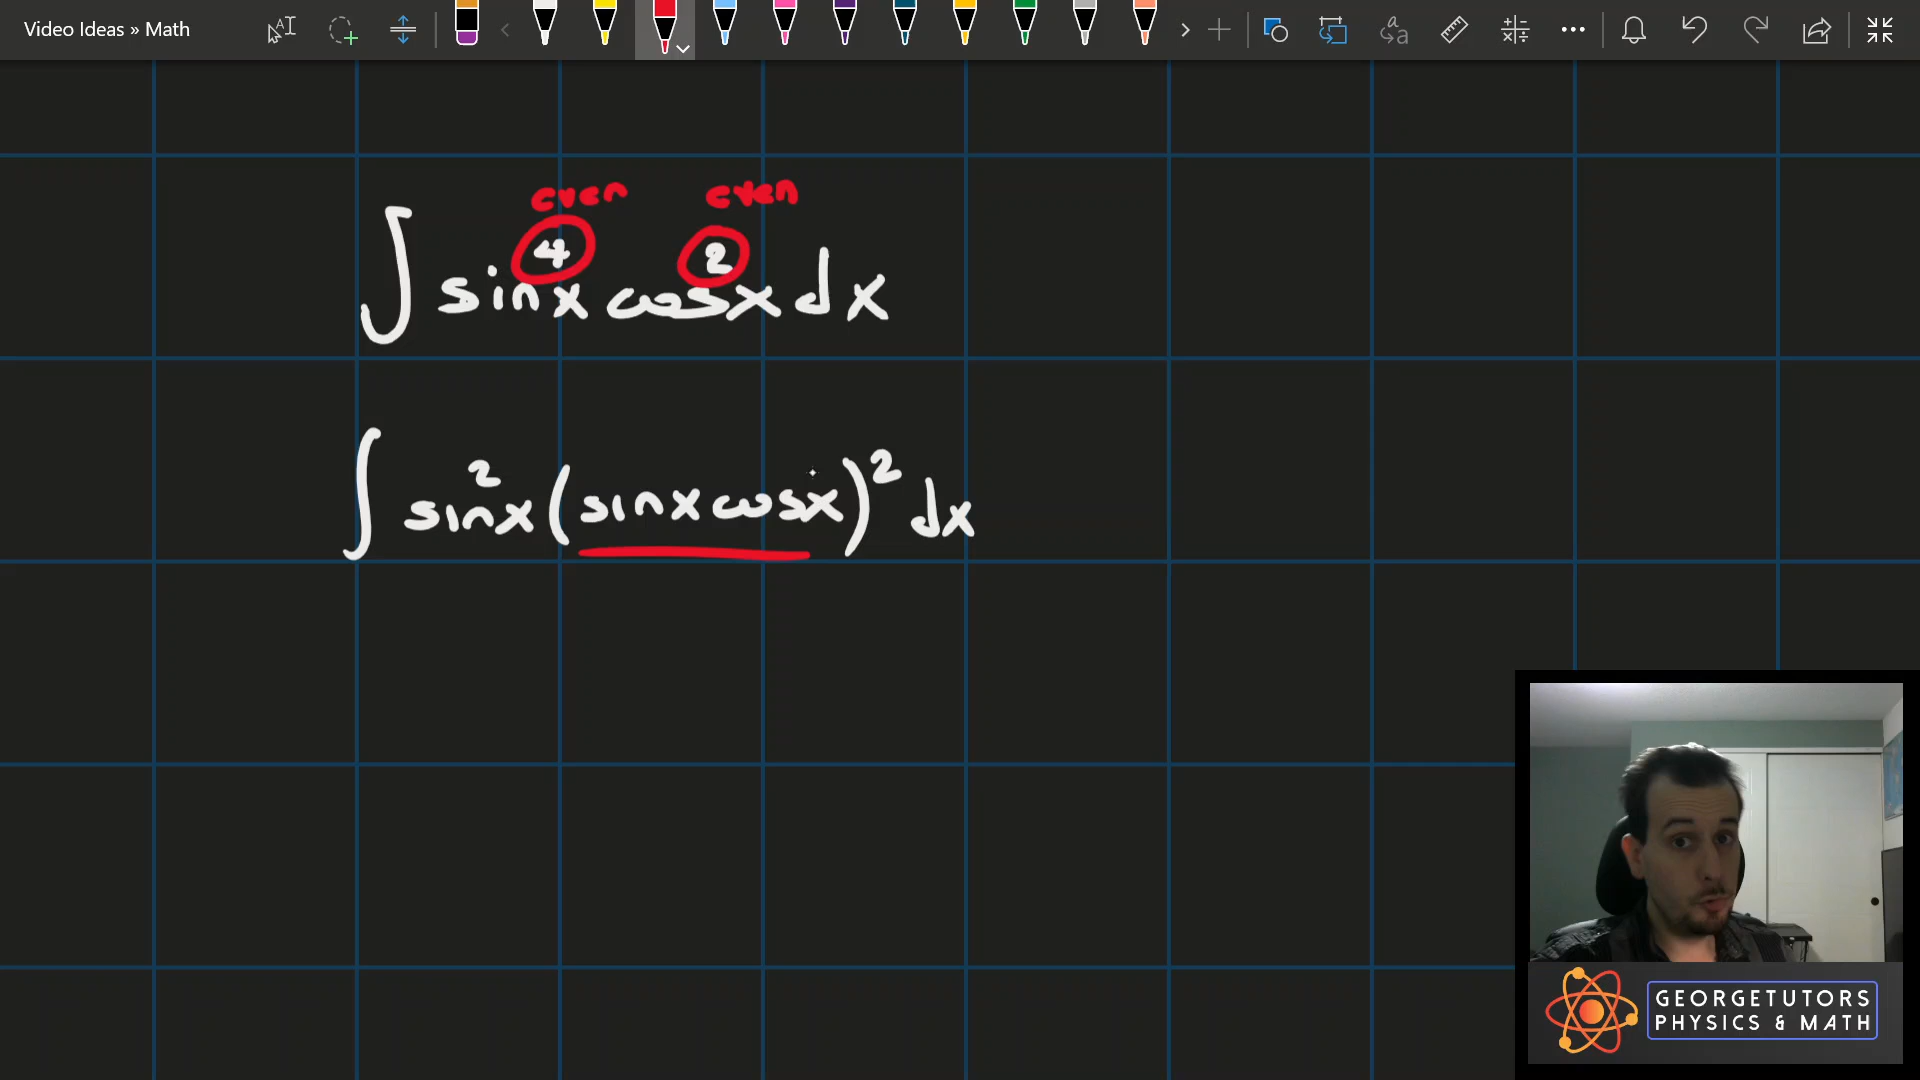 Video Ideas » Math
even even
∫ sin⁴x cos²x dx
∫ sin²x (sinx cosx)² dx
GEORGETUTORS
PHYSICS & MATH